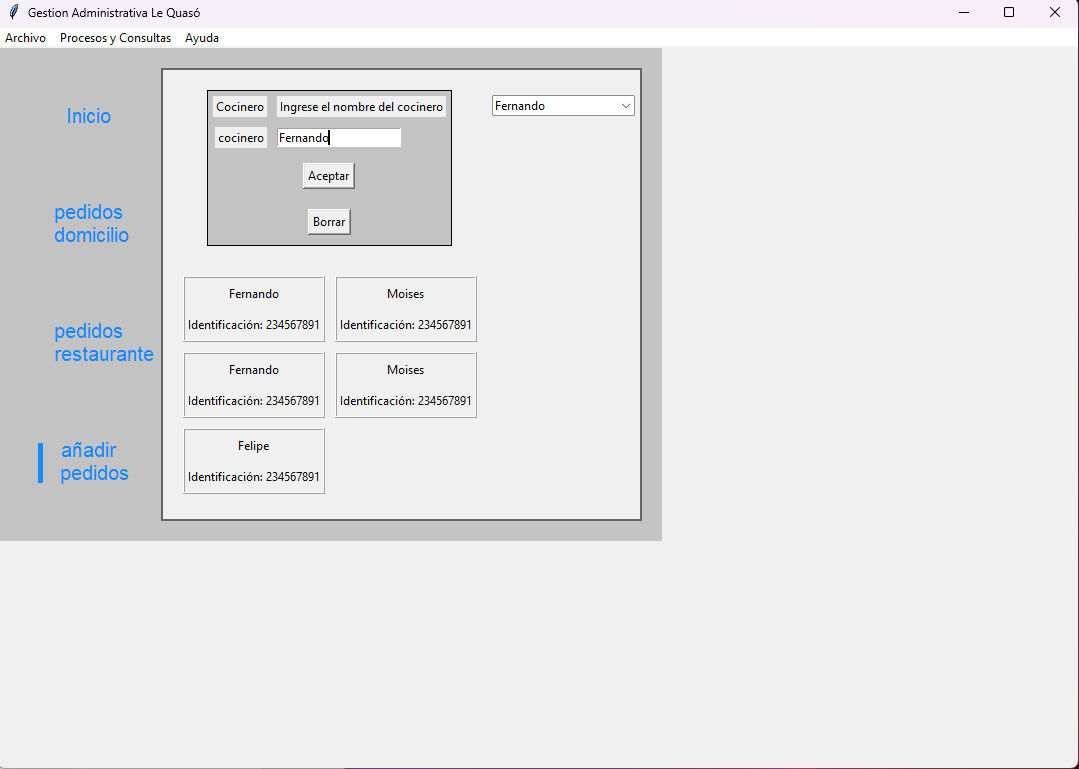 Gestion Administrativa Le Quasó
Archivo Procesos y Consultas Ayuda
Inicio
pedidos
domicilio
pedidos
restaurante
añadir
pedidos
Cocinero Ingrese el nombre del cocinero
cocinero Fernando
Aceptar
Borrar
Fernando
Fernando
Identificación: 234567891
Moises
Identificación: 234567891
Fernando
Identificación: 234567891
Moises
Identificación: 234567891
Felipe
Identificación: 234567891